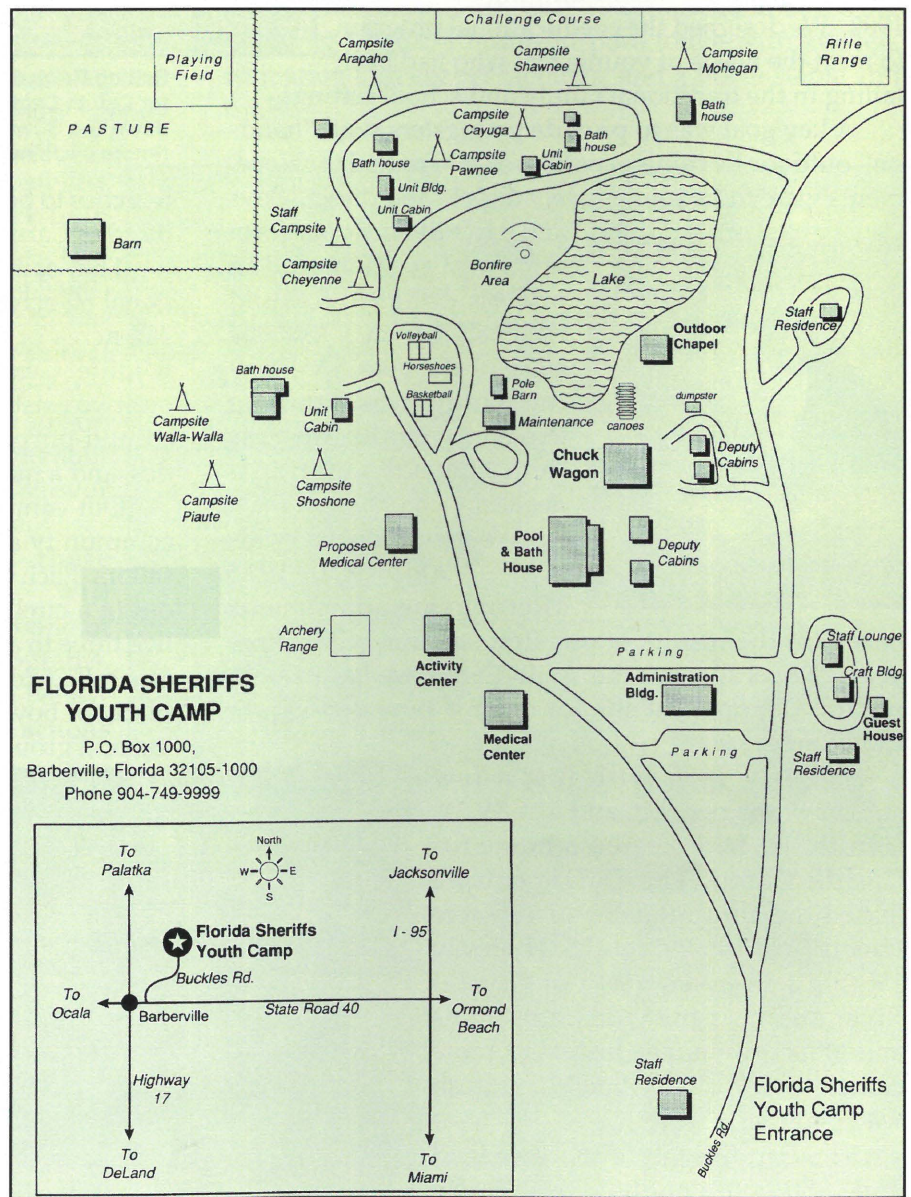 Challenge Course
Playing
Field
PASTURE
Barn
Campsite
Arapaho
Campsite
Shawnee
Campsite
Mohegan
Rifle
Range
Bath
house
Campsite
Cayuga
Bath
house
Unit
Cabin
Bath house
Campsite
Pawnee
Unit Bldg.
Unit Cabin
Staff
Campsite
Campsite
Cheyenne
Bonfire
Area
Lake
Staff
Residence
Outdoor
Chapel
Volleyball
Horseshoes
Basketball
Bath house
Unit
Cabin
Campsite
Walla-Walla
Campsite
Piaute
Campsite
Shoshone
Pole
Barn
Maintenance
canoes
dumpster
Chuck
Wagon
Deputy
Cabins
Proposed
Medical Center
Pool
& Bath
House
Deputy
Cabins
Archery
Range
Activity
Center
Parking
Staff Lounge
Craft Bldg.
Administration
Bldg.
Guest
House
Medical
Center
Parking
Staff
Residence
FLORIDA SHERIFFS
YOUTH CAMP
P.O. Box 1000,
Barberville, Florida 32105-1000
Phone 904-749-9999
To
Palatka
North
W
E
S
To
Jacksonville
Florida Sheriffs
Youth Camp
I - 95
Buckles Rd.
To
Ocala
Barberville
State Road 40
To
Ormond
Beach
Highway
17
To
DeLand
To
Miami
Staff
Residence
Buckles Rd.
Florida Sheriffs
Youth Camp
Entrance